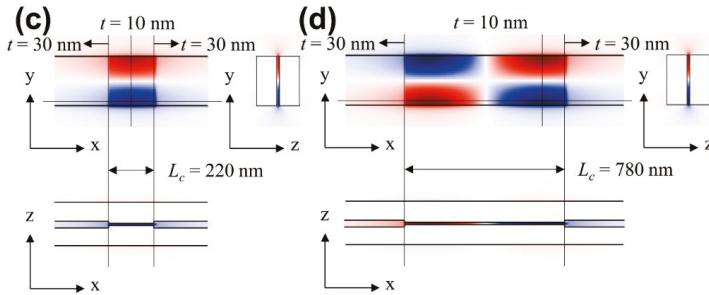 (c)
t = 10 nm
t = 30 nm
t = 30 nm
y
x
y
z
L_c = 220 nm
z
x
(d)
t = 10 nm
t = 30 nm
t = 30 nm
y
x
y
z
L_c = 780 nm
z
x